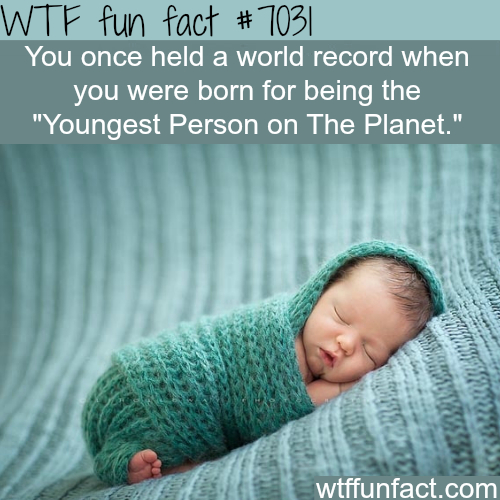 WTF fun fact #7031
You once held a world record when
you were born for being the
"Youngest Person on The Planet."
wtffunfact.com